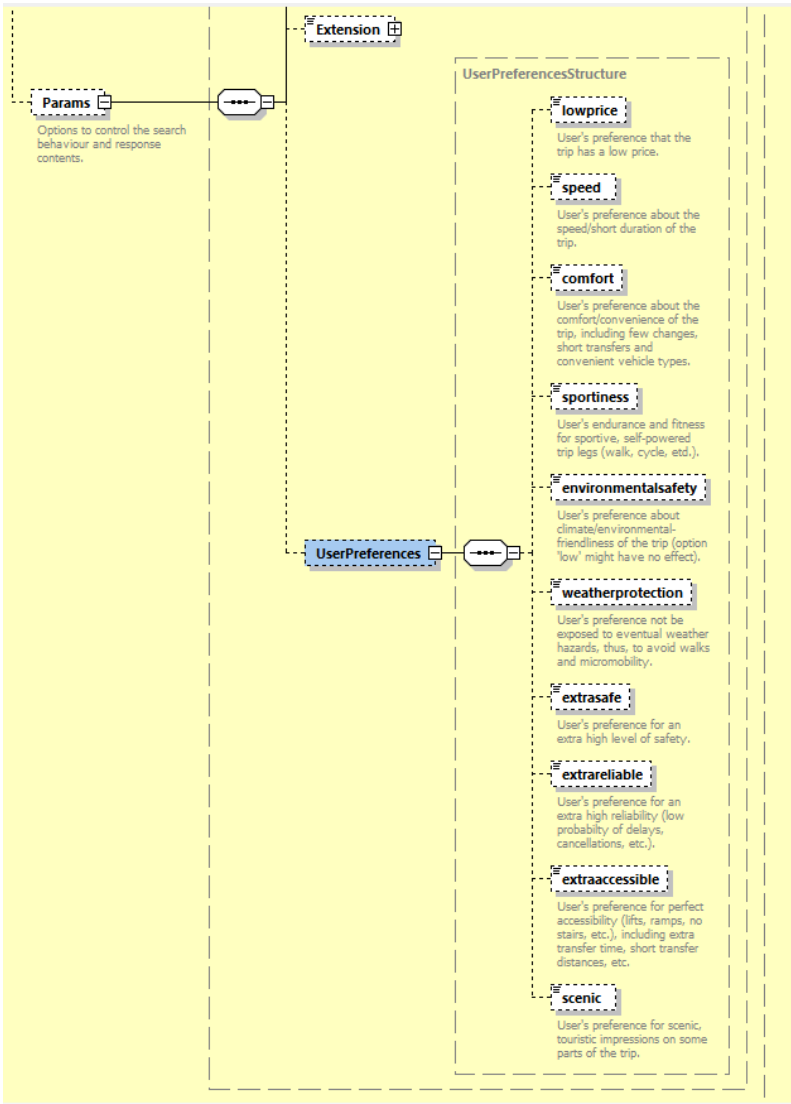 Extension
UserPreferencesStructure
Params
Options to control the search
behaviour and response
contents.
lowprice
User's preference that the
trip has a low price.
speed
User's preference about the
speed/short duration of the
trip.
comfort
User's preference about the
comfort/convenience of the
trip, including few changes,
short transfers and
convenient vehicle types.
sportiness
User's endurance and fitness
for sportive, self-powered
trip legs (walk, cycle, etd.).
environmentalsafety
User's preference about
climate/environmental-
friendliness of the trip (option
'low' might have no effect).
UserPreferences
weatherprotection
User's preference not be
exposed to eventual weather
hazards, thus, to avoid walks
and micromobility.
extrasafe
User's preference for an
extra high level of safety.
extrareliable
User's preference for an
extra high reliability (low
probabilty of delays,
cancellations, etc.).
extraaccessible
User's preference for perfect
accessibility (lifts, ramps, no
stairs, etc.), including extra
transfer time, short transfer
distances, etc.
scenic
User's preference for scenic,
touristic impressions on some
parts of the trip.